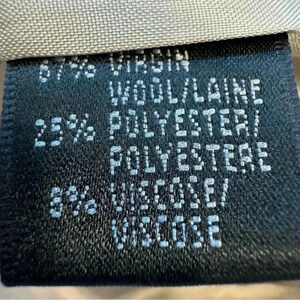 67% VIRGIN
WOOL/LAINE
25% POLYESTER/
POLYESTERE
8% VISCOSE/
VISCOSE